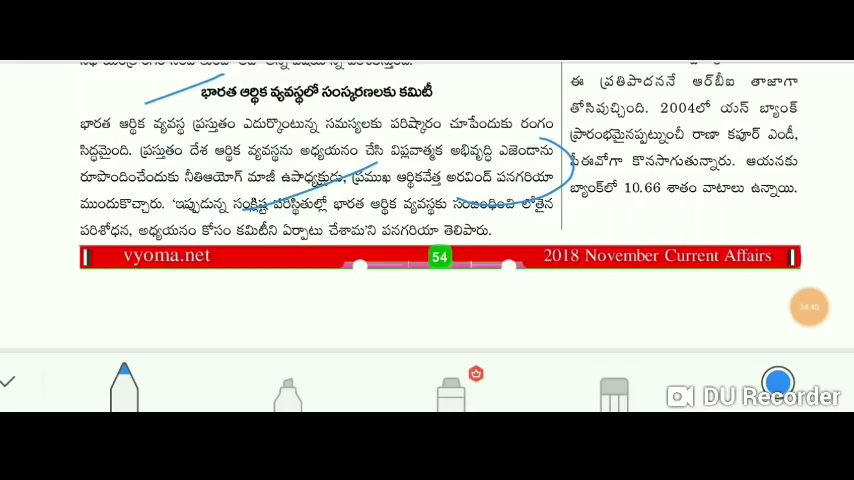 భారత ఆర్థిక వ్యవస్థలో సంస్కరణలకు కమిటీ
భారత ఆర్థిక వ్యవస్థ ప్రస్తుతం ఎదుర్కొంటున్న సమస్యలకు పరిష్కారం చూపేందుకు రంగం
సిద్ధమైంది. ప్రస్తుతం దేశ ఆర్థిక వ్యవస్థను అధ్యయనం చేసి విప్లవాత్మక అభివృద్ధి ఎజెండాను
రూపొందించేందుకు నీతిఆయోగ్ మాజీ ఉపాధ్యక్షుడు, ప్రముఖ ఆర్థికవేత్త అరవింద్ పనగరియా
ముందుకొచ్చారు. 'ఇప్పుడున్న సంక్లిష్ట పరిస్థితుల్లో భారత ఆర్థిక వ్యవస్థకు సంబంధించి లోతైన
పరిశోధన, అధ్యయనం కోసం కమిటీని ఏర్పాటు చేశామ'ని పనగరియా తెలిపారు.
ఈ ప్రతిపాదననే ఆర్‌బీఐ తాజాగా
తోసిపుచ్చింది. 2004లో యస్ బ్యాంక్
ప్రారంభమైనప్పట్నుంచీ రాణా కపూర్ ఎండీ,
సీఈవోగా కొనసాగుతున్నారు. ఆయనకు
బ్యాంక్‌లో 10.66 శాతం వాటాలు ఉన్నాయి.
vyoma.net
54
2018 November Current Affairs
DU Recorder